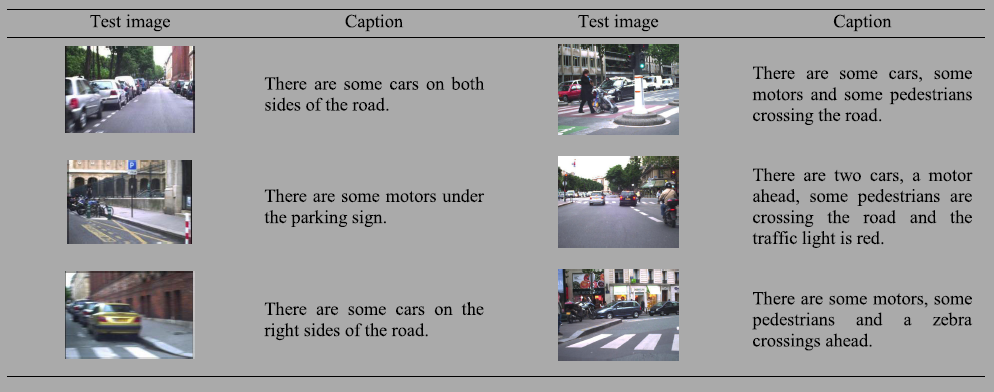 Test image Caption Test image Caption
There are some cars on both
sides of the road.
There are some cars, some
motors and some pedestrians
crossing the road.
P
There are some motors under
the parking sign.
There are two cars, a motor
ahead, some pedestrians are
crossing the road and the
traffic light is red.
There are some cars on the
right sides of the road.
There are some motors, some
pedestrians and a zebra
crossings ahead.